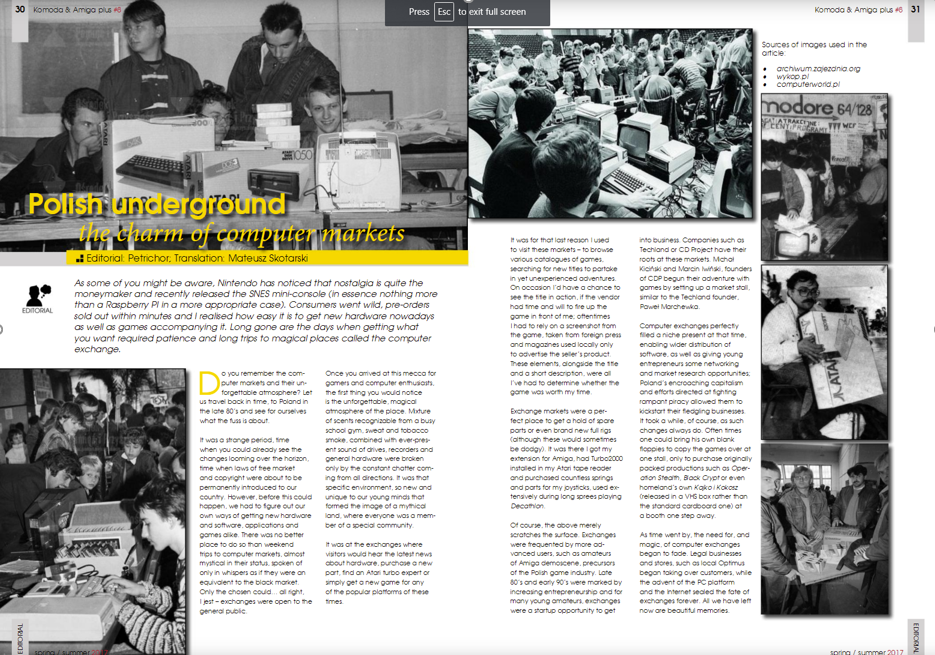 30 Komoda & Amiga plus #6
Press Esc to exit full screen
Komoda & Amiga plus #6 31
ATARI 1050
ATARI
Polish underground
the charm of computer markets
Editorial: Petrichor; Translation: Mateusz Skotarski
EDITORIAL
As some of you might be aware, Nintendo has noticed that nostalgia is quite the
moneymaker and recently released the SNES mini-console (in essence nothing more
than a Raspberry PI in a more appropriate case). Consumers went wild, pre-orders
sold out within minutes and I realised how easy it is to get new hardware nowadays
as well as games accompanying it. Long gone are the days when getting what
you want required patience and long trips to magical places called the computer
exchange.
Do you remember the com-
puter markets and their un-
forgettable atmosphere? Let
us travel back in time, to Poland in
the late 80's and see for ourselves
what the fuss is about.
It was a strange period, time
when you could already see the
changes looming over the horizon,
time when laws of free market
and copyright were about to be
permanently introduced to our
country. However, before this could
happen, we had to figure out our
own ways of getting new hardware
and software, applications and
games alike. There was no better
place to do so than weekend
trips to computer markets, almost
mystical in their status, spoken of
only in whispers as if they were an
equivalent to the black market.
Only the chosen could... all right,
I jest – exchanges were open to the
general public.
Once you arrived at this mecca for
gamers and computer enthusiasts,
the first thing you would notice
is the unforgettable, magical
atmosphere of the place. Mixture
of scents recognizable from a busy
school gym, sweat and tobacco
smoke, combined with ever-pres-
ent sound of drives, recorders and
general hardware were broken
only by the constant chatter com-
ing from all directions. It was that
specific environment, so new and
unique to our young minds that
formed the image of a mythical
land, where everyone was a mem-
ber of a special community.
It was at the exchanges where
visitors would hear the latest news
about hardware, purchase a new
part, find an Atari turbo expert or
simply get a new game for any
of the popular platforms of these
times.
It was for that last reason I used
to visit these markets – to browse
various catalogues of games,
searching for new titles to partake
in yet unexperienced adventures.
On occasion I'd have a chance to
see the title in action, if the vendor
had time and will to fire up the
game in front of me; oftentimes
I had to rely on a screenshot from
the game, taken from foreign press
and magazines used locally only
to advertise the seller's product.
These elements, alongside the title
and a short description, were all
I've had to determine whether the
game was worth my time.
Exchange markets were a per-
fect place to get a hold of spare
parts or even brand new full rigs
(although these would sometimes
be dodgy). It was there I got my
extension for Amiga, had Turbo2000
installed in my Atari tape reader
and purchased countless springs
and parts for my joysticks, used ex-
tensively during long sprees playing
Decathlon.
Of course, the above merely
scratches the surface. Exchanges
were frequented by more ad-
vanced users, such as amateurs
of Amiga demoscene, precursors
of the Polish game industry. Late
80's and early 90's were marked by
increasing entrepreneurship and for
many young amateurs, exchanges
were a startup opportunity to get
into business. Companies such as
Techland or CD Project have their
roots at these markets. Michał
Kiciński and Marcin Iwiński, founders
of CDP begun their adventure with
games by setting up a market stall,
similar to the Techland founder,
Paweł Marchewka.
Computer exchanges perfectly
filled a niche present at that time,
enabling wider distribution of
software, as well as giving young
entrepreneurs some networking
and market research opportunities;
Poland's encroaching capitalism
and efforts directed at fighting
rampant piracy allowed them to
kickstart their fledgling businesses.
It took a while, of course, as such
changes always do. Often times
one could bring his own blank
floppies to copy the games over at
one stall, only to purchase originally
packed productions such as Oper-
ation Stealth, Black Crypt or even
homeland's own Kajko i Kokosz
(released in a VHS box rather than
the standard cardboard one) at
a booth one step away.
As time went by, the need for, and
magic, of computer exchanges
began to fade. Legal businesses
and stores, such as local Optimus
began taking over customers, while
the advent of the PC platform
and the Internet sealed the fate of
exchanges forever. All we have left
now are beautiful memories.
Sources of images used in the
article:
• archiwum.zajezdnia.org
• wykop.pl
• computerworld.pl
modore 64/128
ATARI
EDITORIAL
spring / summer 2017
spring / summer 2017
EDITORIAL